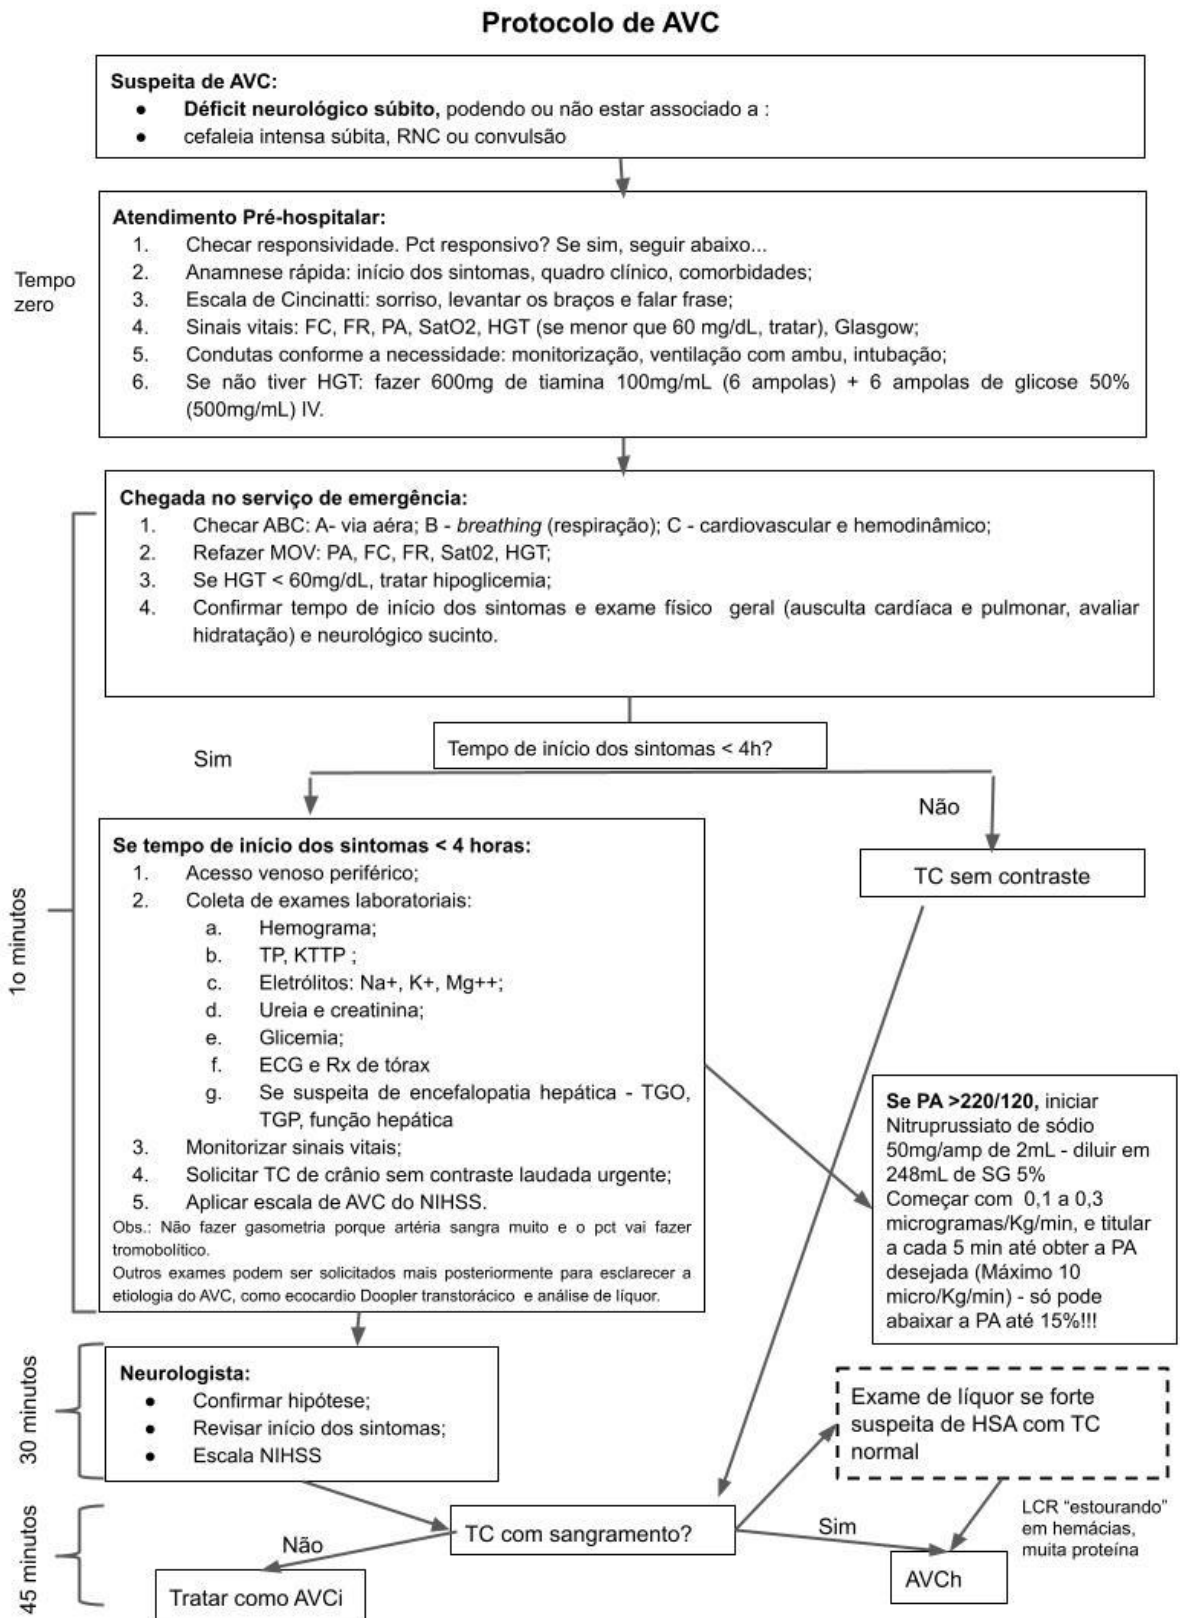 Protocolo de AVC
Suspeita de AVC:
● Déficit neurológico súbito, podendo ou não estar associado a :
● cefaleia intensa súbita, RNC ou convulsão
Tempo
zero
Atendimento Pré-hospitalar:
1. Checar responsividade. Pct responsivo? Se sim, seguir abaixo...
2. Anamnese rápida: início dos sintomas, quadro clínico, comorbidades;
3. Escala de Cincinatti: sorriso, levantar os braços e falar frase;
4. Sinais vitais: FC, FR, PA, SatO2, HGT (se menor que 60 mg/dL, tratar), Glasgow;
5. Condutas conforme a necessidade: monitorização, ventilação com ambu, intubação;
6. Se não tiver HGT: fazer 600mg de tiamina 100mg/mL (6 ampolas) + 6 ampolas de glicose 50%
(500mg/mL) IV.
Chegada no serviço de emergência:
1. Checar ABC: A- via aéra; B - breathing (respiração); C - cardiovascular e hemodinâmico;
2. Refazer MOV: PA, FC, FR, Sat02, HGT;
3. Se HGT < 60mg/dL, tratar hipoglicemia;
4. Confirmar tempo de início dos sintomas e exame físico geral (ausculta cardíaca e pulmonar, avaliar
hidratação) e neurológico sucinto.
Tempo de início dos sintomas < 4h?
Sim
Não
1o minutos
Se tempo de início dos sintomas < 4 horas:
1. Acesso venoso periférico;
2. Coleta de exames laboratoriais:
a. Hemograma;
b. TP, KTTP ;
c. Eletrólitos: Na+, K+, Mg++;
d. Ureia e creatinina;
e. Glicemia;
f. ECG e Rx de tórax
g. Se suspeita de encefalopatia hepática - TGO,
TGP, função hepática
3. Monitorizar sinais vitais;
4. Solicitar TC de crânio sem contraste laudada urgente;
5. Aplicar escala de AVC do NIHSS.
Obs.: Não fazer gasometria porque artéria sangra muito e o pct vai fazer
tromobolítico.
Outros exames podem ser solicitados mais posteriormente para esclarecer a
etiologia do AVC, como ecocardio Doopler transtorácico e análise de líquor.
TC sem contraste
Se PA >220/120, iniciar
Nitruprussiato de sódio
50mg/amp de 2mL - diluir em
248mL de SG 5%
Começar com 0,1 a 0,3
microgramas/Kg/min, e titular
a cada 5 min até obter a PA
desejada (Máximo 10
micro/Kg/min) - só pode
abaixar a PA até 15%!!!
30 minutos
Neurologista:
● Confirmar hipótese;
● Revisar início dos sintomas;
● Escala NIHSS
Exame de líquor se forte
suspeita de HSA com TC
normal
45 minutos
TC com sangramento?
Não
Sim
LCR “estourando”
em hemácias,
muita proteína
Tratar como AVCi
AVCh